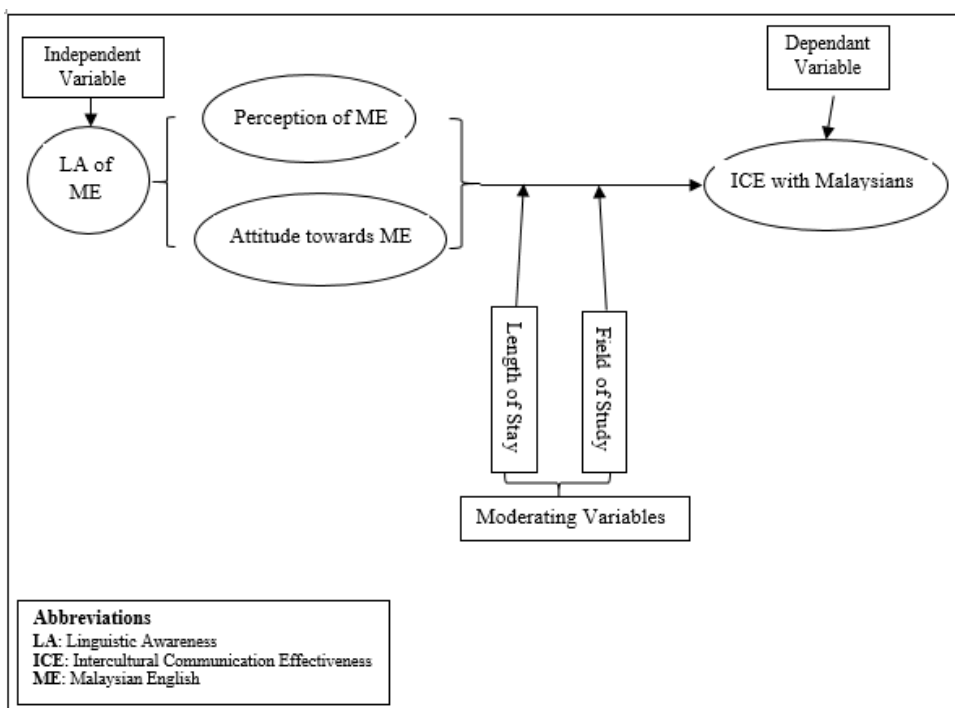 Independent
Variable
Dependant
Variable
Perception of ME
LA of
ME
ICE with Malaysians
Attitude towards ME
Length of Stay
Field of Study
Moderating Variables
Abbreviations
LA: Linguistic Awareness
ICE: Intercultural Communication Effectiveness
ME: Malaysian English